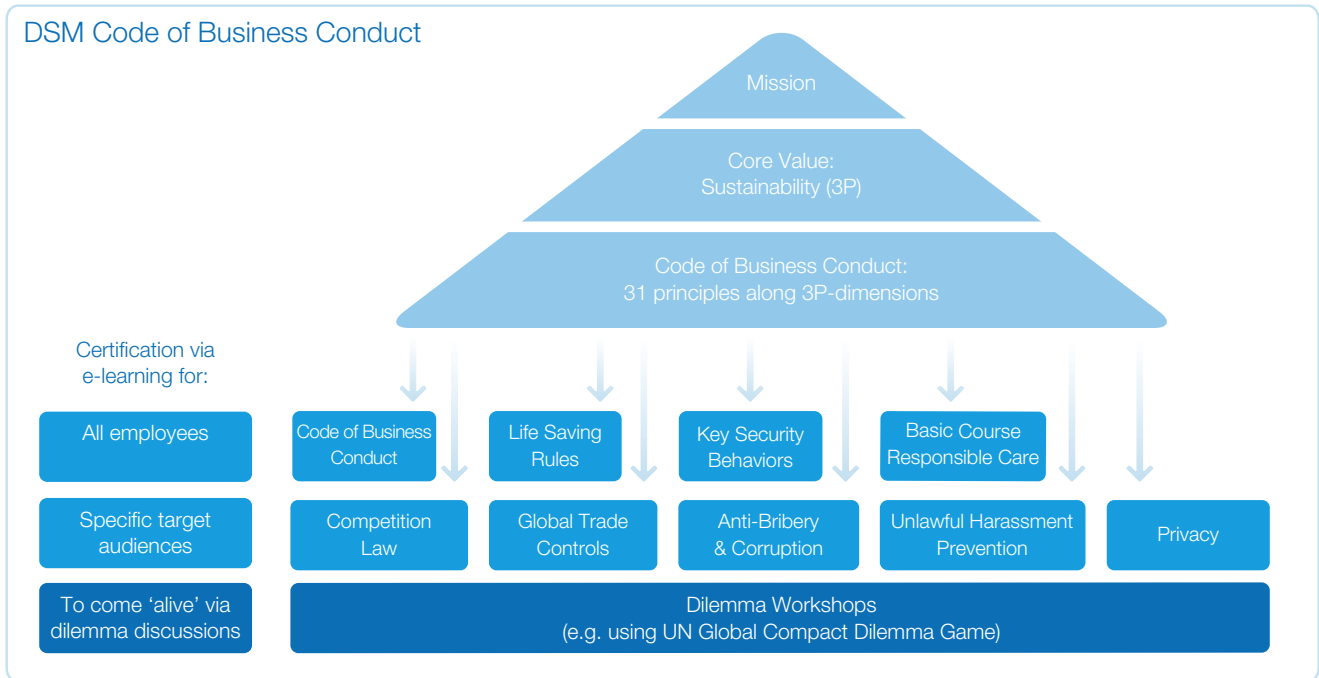 DSM Code of Business Conduct
Mission
Core Value:
Sustainability (3P)
Code of Business Conduct:
31 principles along 3P-dimensions
Certification via
e-learning for:
All employees
Code of Business
Conduct
Life Saving
Rules
Key Security
Behaviors
Basic Course
Responsible Care
Specific target
audiences
Competition
Law
Global Trade
Controls
Anti-Bribery
& Corruption
Unlawful Harassment
Prevention
Privacy
To come ‘alive’ via
dilemma discussions
Dilemma Workshops
(e.g. using UN Global Compact Dilemma Game)